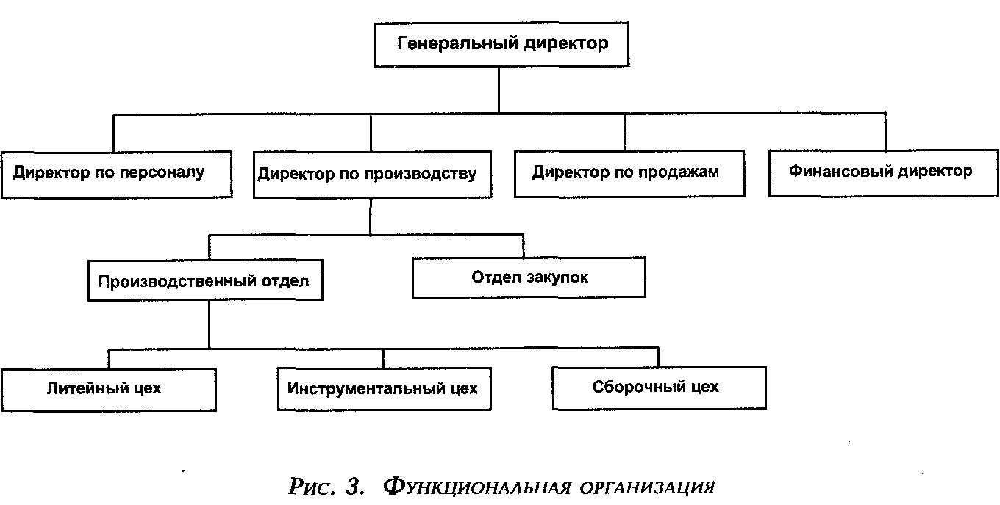 Генеральный директор
Директор по персоналу
Директор по производству
Директор по продажам
Финансовый директор
Производственный отдел
Отдел закупок
Литейный цех
Инструментальный цех
Сборочный цех
Рис. 3. Функциональная организация